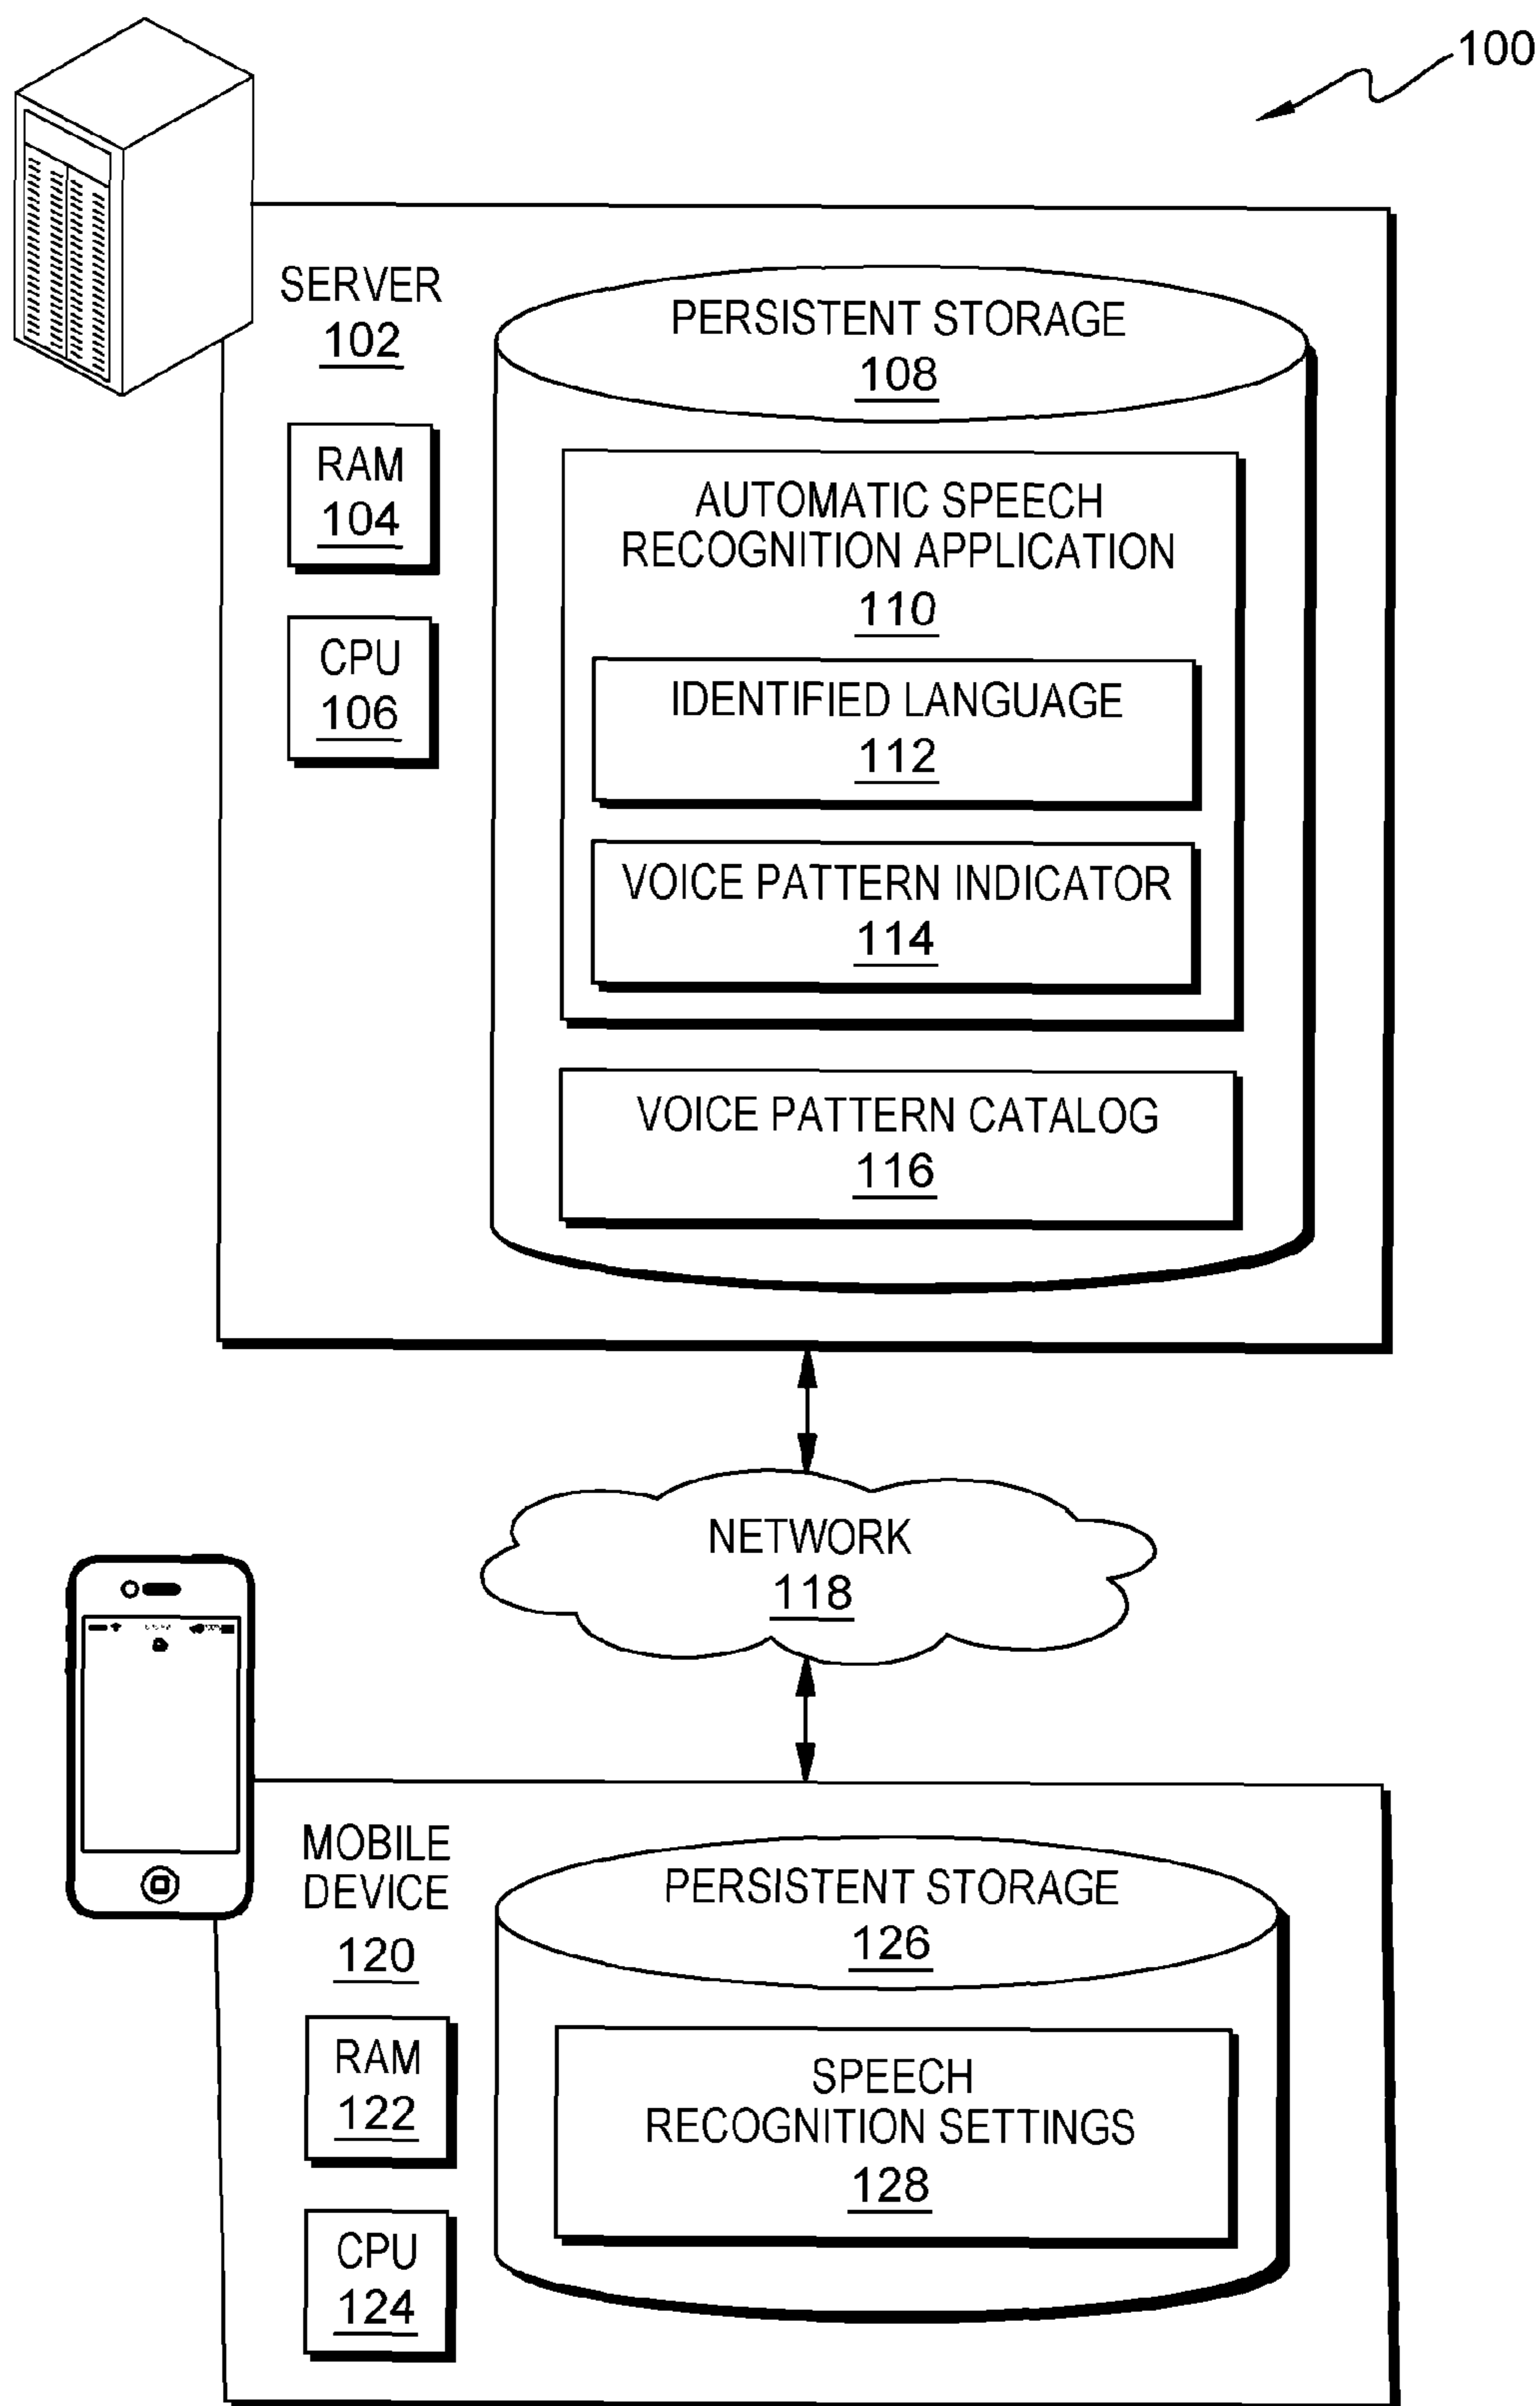 100
SERVER
102
PERSISTENT STORAGE
108
RAM
104
AUTOMATIC SPEECH
RECOGNITION APPLICATION
110
CPU
106
IDENTIFIED LANGUAGE
112
VOICE PATTERN INDICATOR
114
VOICE PATTERN CATALOG
116
NETWORK
118
MOBILE
DEVICE
120
PERSISTENT STORAGE
126
RAM
122
SPEECH
RECOGNITION SETTINGS
128
CPU
124